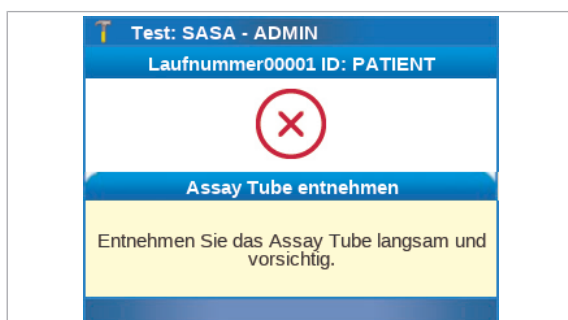 Test: SASA - ADMIN
Laufnummer00001 ID: PATIENT
Assay Tube entnehmen
Entnehmen Sie das Assay Tube langsam und
vorsichtig.